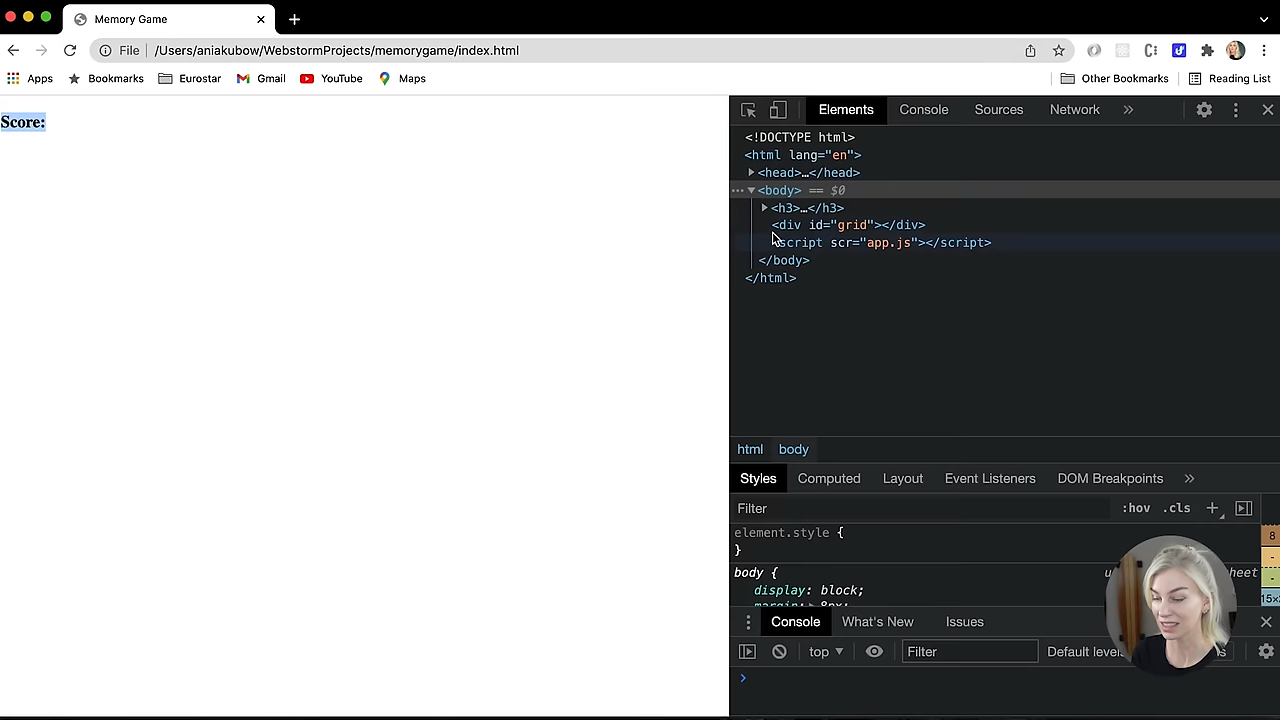 Memory Game
File /Users/aniakubow/WebstormProjects/memorygame/index.html
Apps Bookmarks Eurostar Gmail YouTube Maps Other Bookmarks Reading List
Score:
Elements Console Sources Network
<!DOCTYPE html>
<html lang="en">
<head>…</head>
<body> == $0
<h3>…</h3>
<div id="grid"></div>
<script scr="app.js"></script>
</body>
</html>
html body
Styles Computed Layout Event Listeners DOM Breakpoints
Filter :hov .cls
element.style {
}
8
body {
display: block;
margin: 8px;
Console What's New Issues
top Filter